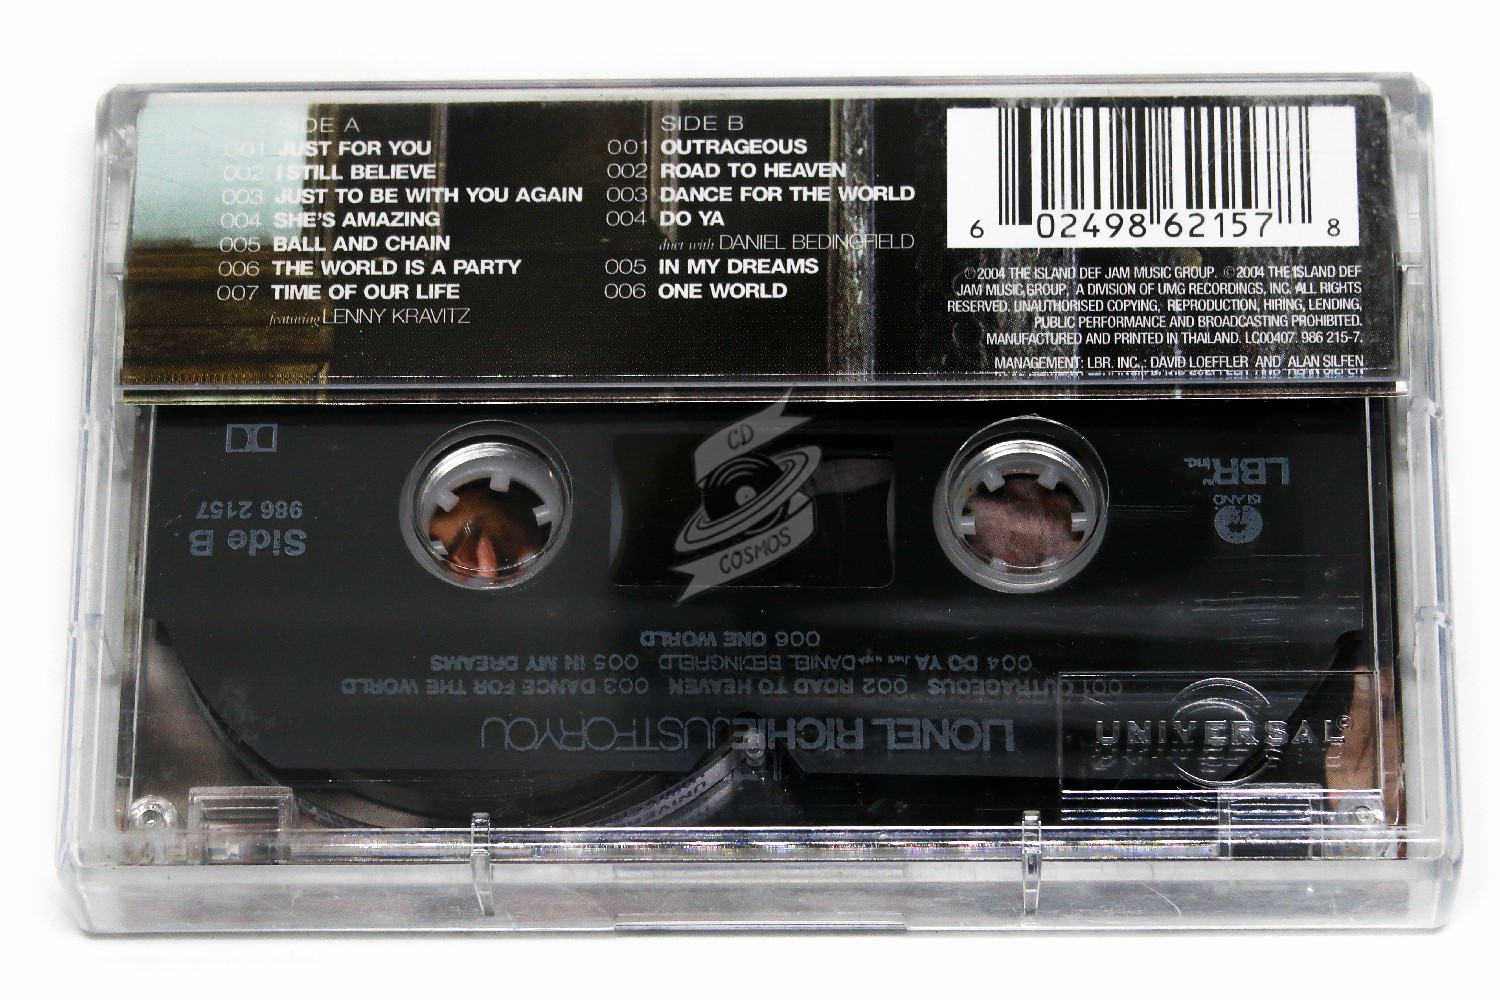 SIDE A
001 JUST FOR YOU
002 I STILL BELIEVE
003 JUST TO BE WITH YOU AGAIN
004 SHE'S AMAZING
005 BALL AND CHAIN
006 THE WORLD IS A PARTY
007 TIME OF OUR LIFE
featuring LENNY KRAVITZ
SIDE B
001 OUTRAGEOUS
002 ROAD TO HEAVEN
003 DANCE FOR THE WORLD
004 DO YA
duet with DANIEL BEDINGFIELD
005 IN MY DREAMS
006 ONE WORLD
6 02498 62157 8
℗2004 THE ISLAND DEF JAM MUSIC GROUP. ©2004 THE ISLAND DEF
JAM MUSIC GROUP, A DIVISION OF UMG RECORDINGS, INC. ALL RIGHTS
RESERVED. UNAUTHORISED COPYING, REPRODUCTION, HIRING, LENDING,
PUBLIC PERFORMANCE AND BROADCASTING PROHIBITED.
MANUFACTURED AND PRINTED IN THAILAND. LC00407. 986 215-7.
MANAGEMENT: LBR. INC.: DAVID LOEFFLER AND ALAN SILFEN
CD
COSMOS
LIONEL RICHIE JUSTFORYOU
001 OUTRAGEOUS 002 ROAD TO HEAVEN 003 DANCE FOR THE WORLD
004 DO YA duet with DANIEL BEDINGFIELD 005 IN MY DREAMS
006 ONE WORLD
ISLAND
LBR™ Inc.
Side B
986 2157
UNIVERSAL